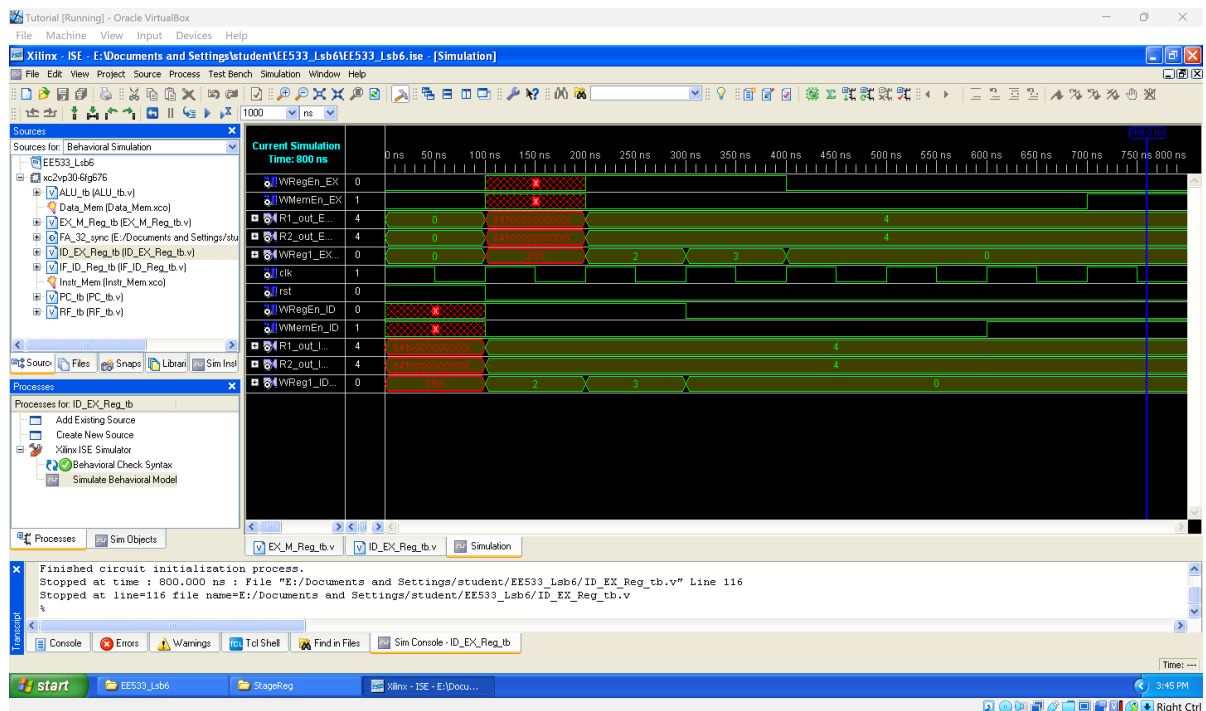 Tutorial [Running] - Oracle VirtualBox
File Machine View Input Devices Help
Xilinx - ISE - E:\Documents and Settings\student\EE533_Lsb6\EE533_Lsb6.ise - [Simulation]
File Edit View Project Source Process Test Bench Simulation Window Help
1000 ns
Sources
Sources for: Behavioral Simulation
EE533_Lsb6
xc2vp30-6fg676
ALU_tb (ALU_tb.v)
Data_Mem (Data_Mem.xco)
EX_M_Reg_tb (EX_M_Reg_tb.v)
FA_32_sync (E:/Documents and Settings/stu
ID_EX_Reg_tb (ID_EX_Reg_tb.v)
IF_ID_Reg_tb (IF_ID_Reg_tb.v)
Instr_Mem (Instr_Mem.xco)
PC_tb (PC_tb.v)
RF_tb (RF_tb.v)
Sourc Files Snaps Librari Sim Inst
Processes
Processes for: ID_EX_Reg_tb
Add Existing Source
Create New Source
Xilinx ISE Simulator
Behavioral Check Syntax
Simulate Behavioral Model
Processes Sim Objects
Current Simulation
Time: 800 ns
760.0 ns
0 ns 50 ns 100 ns 150 ns 200 ns 250 ns 300 ns 350 ns 400 ns 450 ns 500 ns 550 ns 600 ns 650 ns 700 ns 750 ns 800 ns
WRegEn_EX 0 X
WMemEn_EX 1 X
R1_out_E... 4 0 4
R2_out_E... 4 0 4
WReg1_EX... 0 0 2 3 0
clk 1
rst 0
WRegEn_ID 0 X
WMemEn_ID 1 X
R1_out_I... 4 4
R2_out_I... 4 4
WReg1_ID... 0 2 3 0
EX_M_Reg_tb.v ID_EX_Reg_tb.v Simulation
Finished circuit initialization process.
Stopped at time : 800.000 ns : File "E:/Documents and Settings/student/EE533_Lsb6/ID_EX_Reg_tb.v" Line 116
Stopped at line=116 file name=E:/Documents and Settings/student/EE533_Lsb6/ID_EX_Reg_tb.v
%
Transcript
Console Errors Warnings Tcl Shell Find in Files Sim Console - ID_EX_Reg_tb
Time: ---
start EE533_Lsb6 StageReg Xilinx - ISE - E:\Docu... 3:45 PM
Right Ctrl